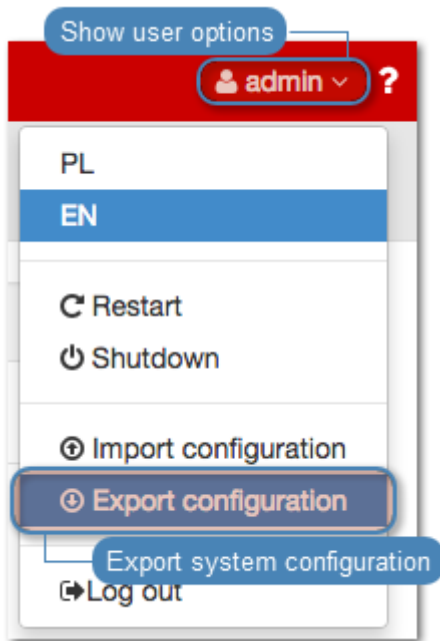 Show user options
admin ?
PL
EN
Restart
Shutdown
Import configuration
Export configuration
Export system configuration
Log out